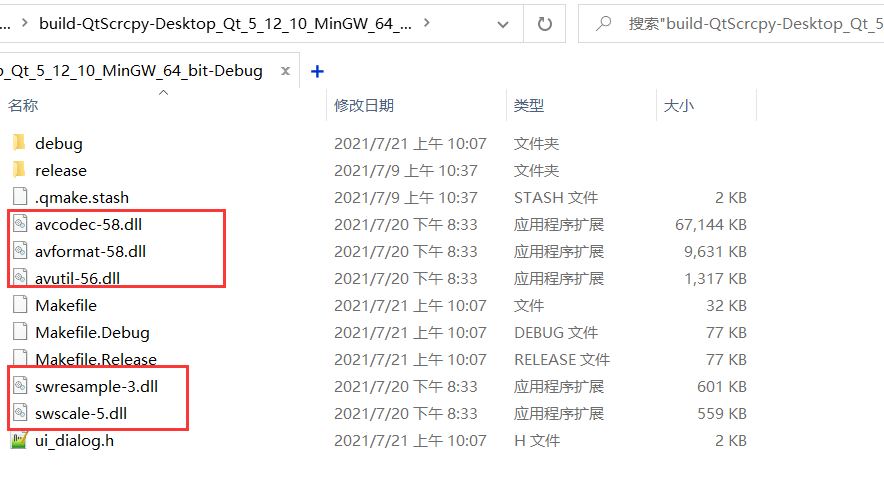 ... build-QtScrcpy-Desktop_Qt_5_12_10_MinGW_64_... 搜索"build-QtScrcpy-Desktop_Qt_5
p_Qt_5_12_10_MinGW_64_bit-Debug x +
名称 修改日期 类型 大小
debug 2021/7/21 上午 10:07 文件夹
release 2021/7/9 上午 10:37 文件夹
.qmake.stash 2021/7/9 上午 10:37 STASH 文件 2 KB
avcodec-58.dll 2021/7/20 下午 8:33 应用程序扩展 67,144 KB
avformat-58.dll 2021/7/20 下午 8:33 应用程序扩展 9,631 KB
avutil-56.dll 2021/7/20 下午 8:33 应用程序扩展 1,317 KB
Makefile 2021/7/21 上午 10:07 文件 32 KB
Makefile.Debug 2021/7/21 上午 10:07 DEBUG 文件 77 KB
Makefile.Release 2021/7/21 上午 10:07 RELEASE 文件 77 KB
swresample-3.dll 2021/7/20 下午 8:33 应用程序扩展 601 KB
swscale-5.dll 2021/7/20 下午 8:33 应用程序扩展 559 KB
ui_dialog.h 2021/7/21 上午 10:07 H 文件 2 KB